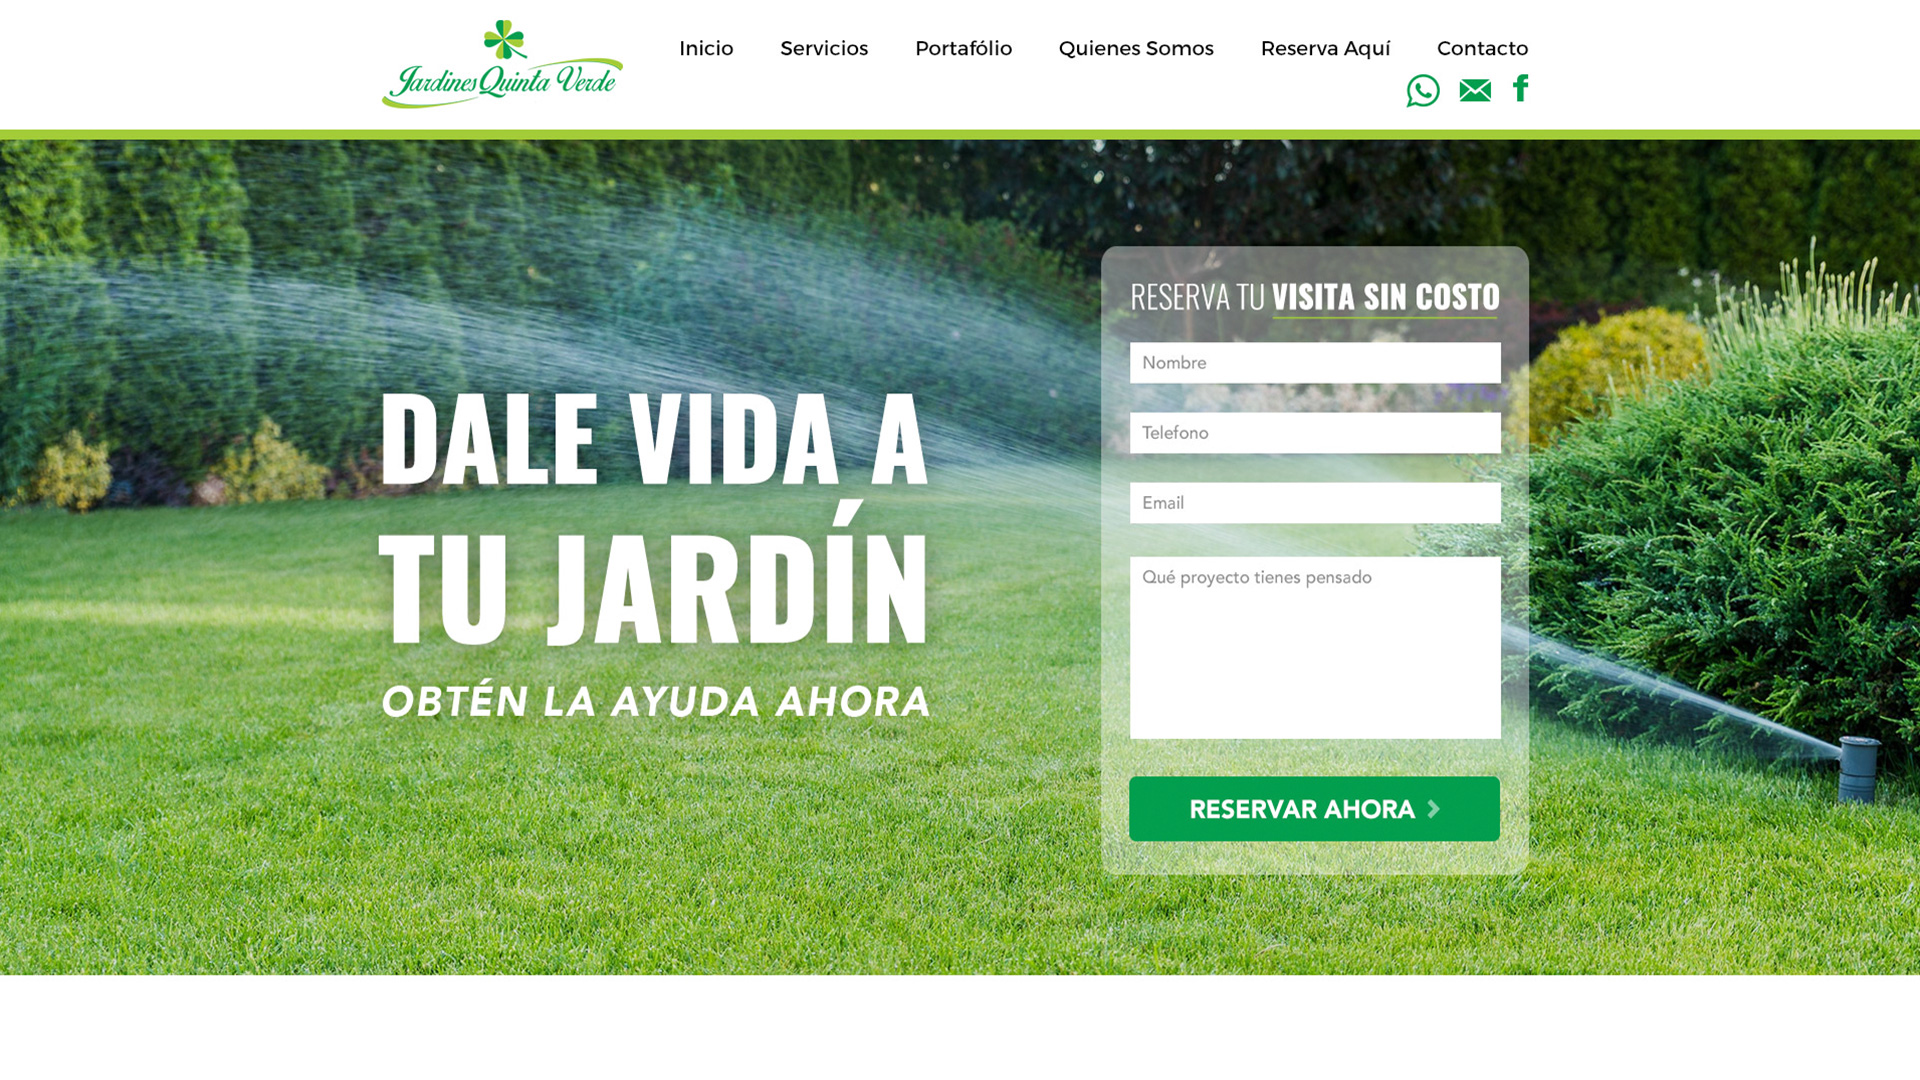 Jardines Quinta Verde
Inicio
Servicios
Portafólio
Quienes Somos
Reserva Aquí
Contacto
DALE VIDA A
TU JARDÍN
OBTÉN LA AYUDA AHORA
RESERVA TU VISITA SIN COSTO
Nombre
Telefono
Email
Qué proyecto tienes pensado
RESERVAR AHORA